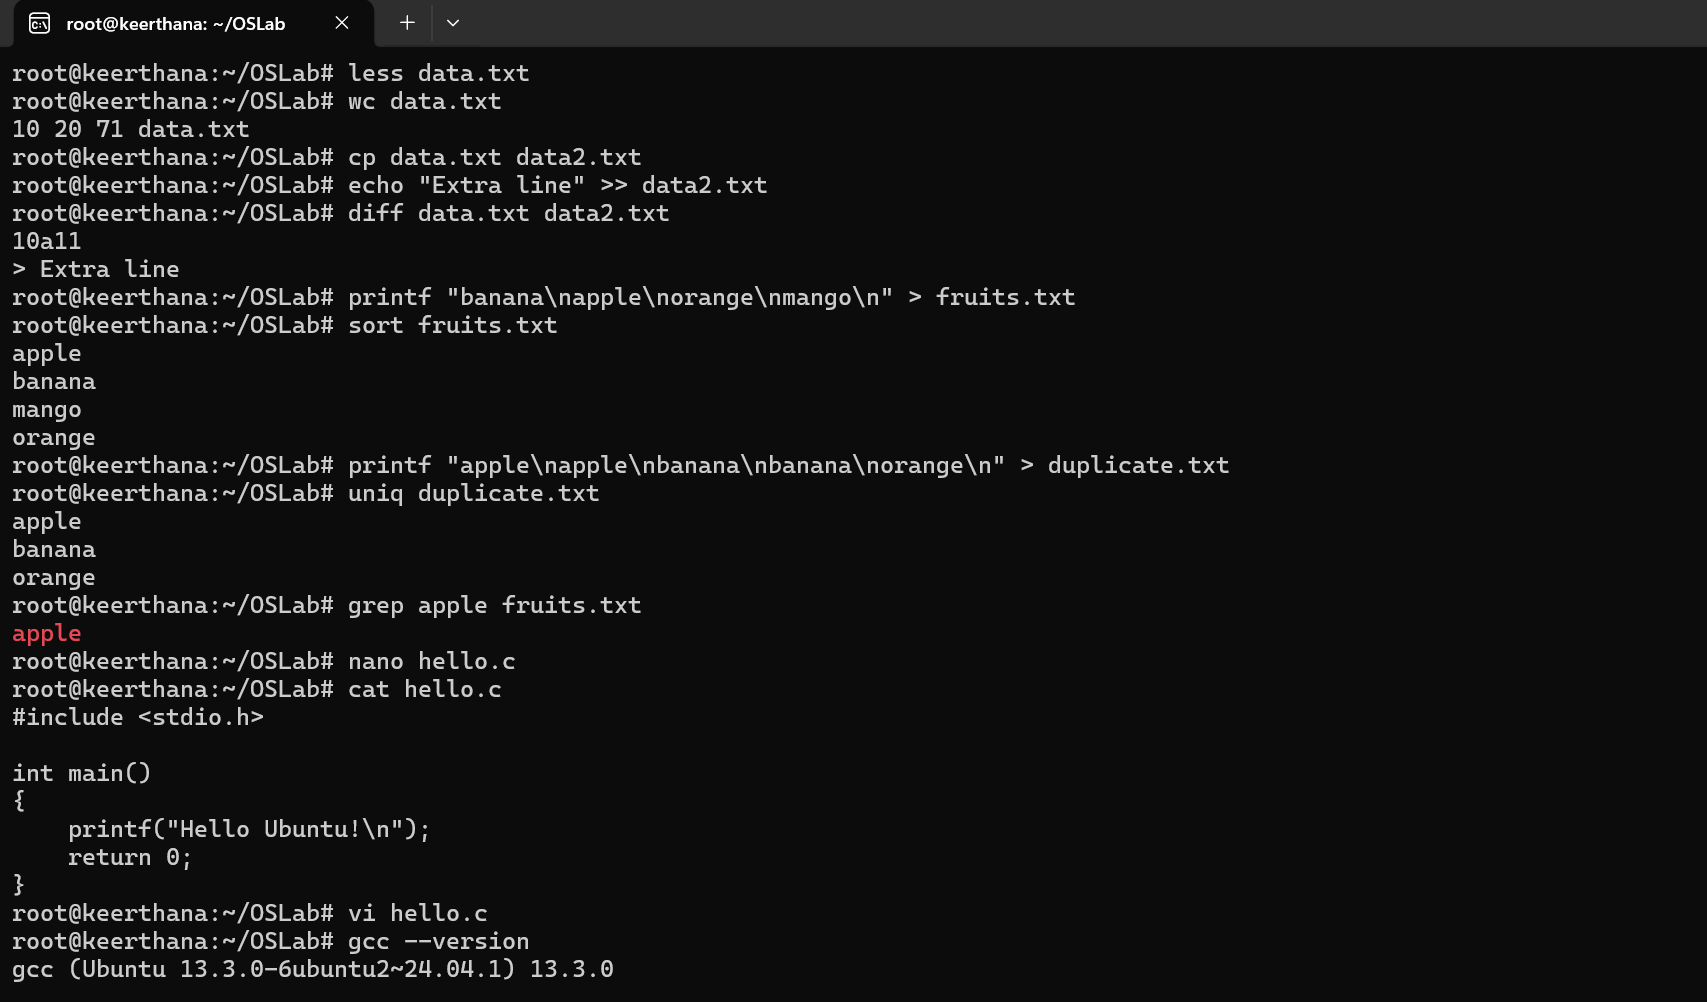 root@keerthana: ~/OSLab
root@keerthana:~/OSLab# less data.txt
root@keerthana:~/OSLab# wc data.txt
10 20 71 data.txt
root@keerthana:~/OSLab# cp data.txt data2.txt
root@keerthana:~/OSLab# echo "Extra line" >> data2.txt
root@keerthana:~/OSLab# diff data.txt data2.txt
10a11
> Extra line
root@keerthana:~/OSLab# printf "banana\napple\norange\nmango\n" > fruits.txt
root@keerthana:~/OSLab# sort fruits.txt
apple
banana
mango
orange
root@keerthana:~/OSLab# printf "apple\napple\nbanana\nbanana\norange\n" > duplicate.txt
root@keerthana:~/OSLab# uniq duplicate.txt
apple
banana
orange
root@keerthana:~/OSLab# grep apple fruits.txt
apple
root@keerthana:~/OSLab# nano hello.c
root@keerthana:~/OSLab# cat hello.c
#include <stdio.h>

int main()
{
    printf("Hello Ubuntu!\n");
    return 0;
}
root@keerthana:~/OSLab# vi hello.c
root@keerthana:~/OSLab# gcc --version
gcc (Ubuntu 13.3.0-6ubuntu2~24.04.1) 13.3.0